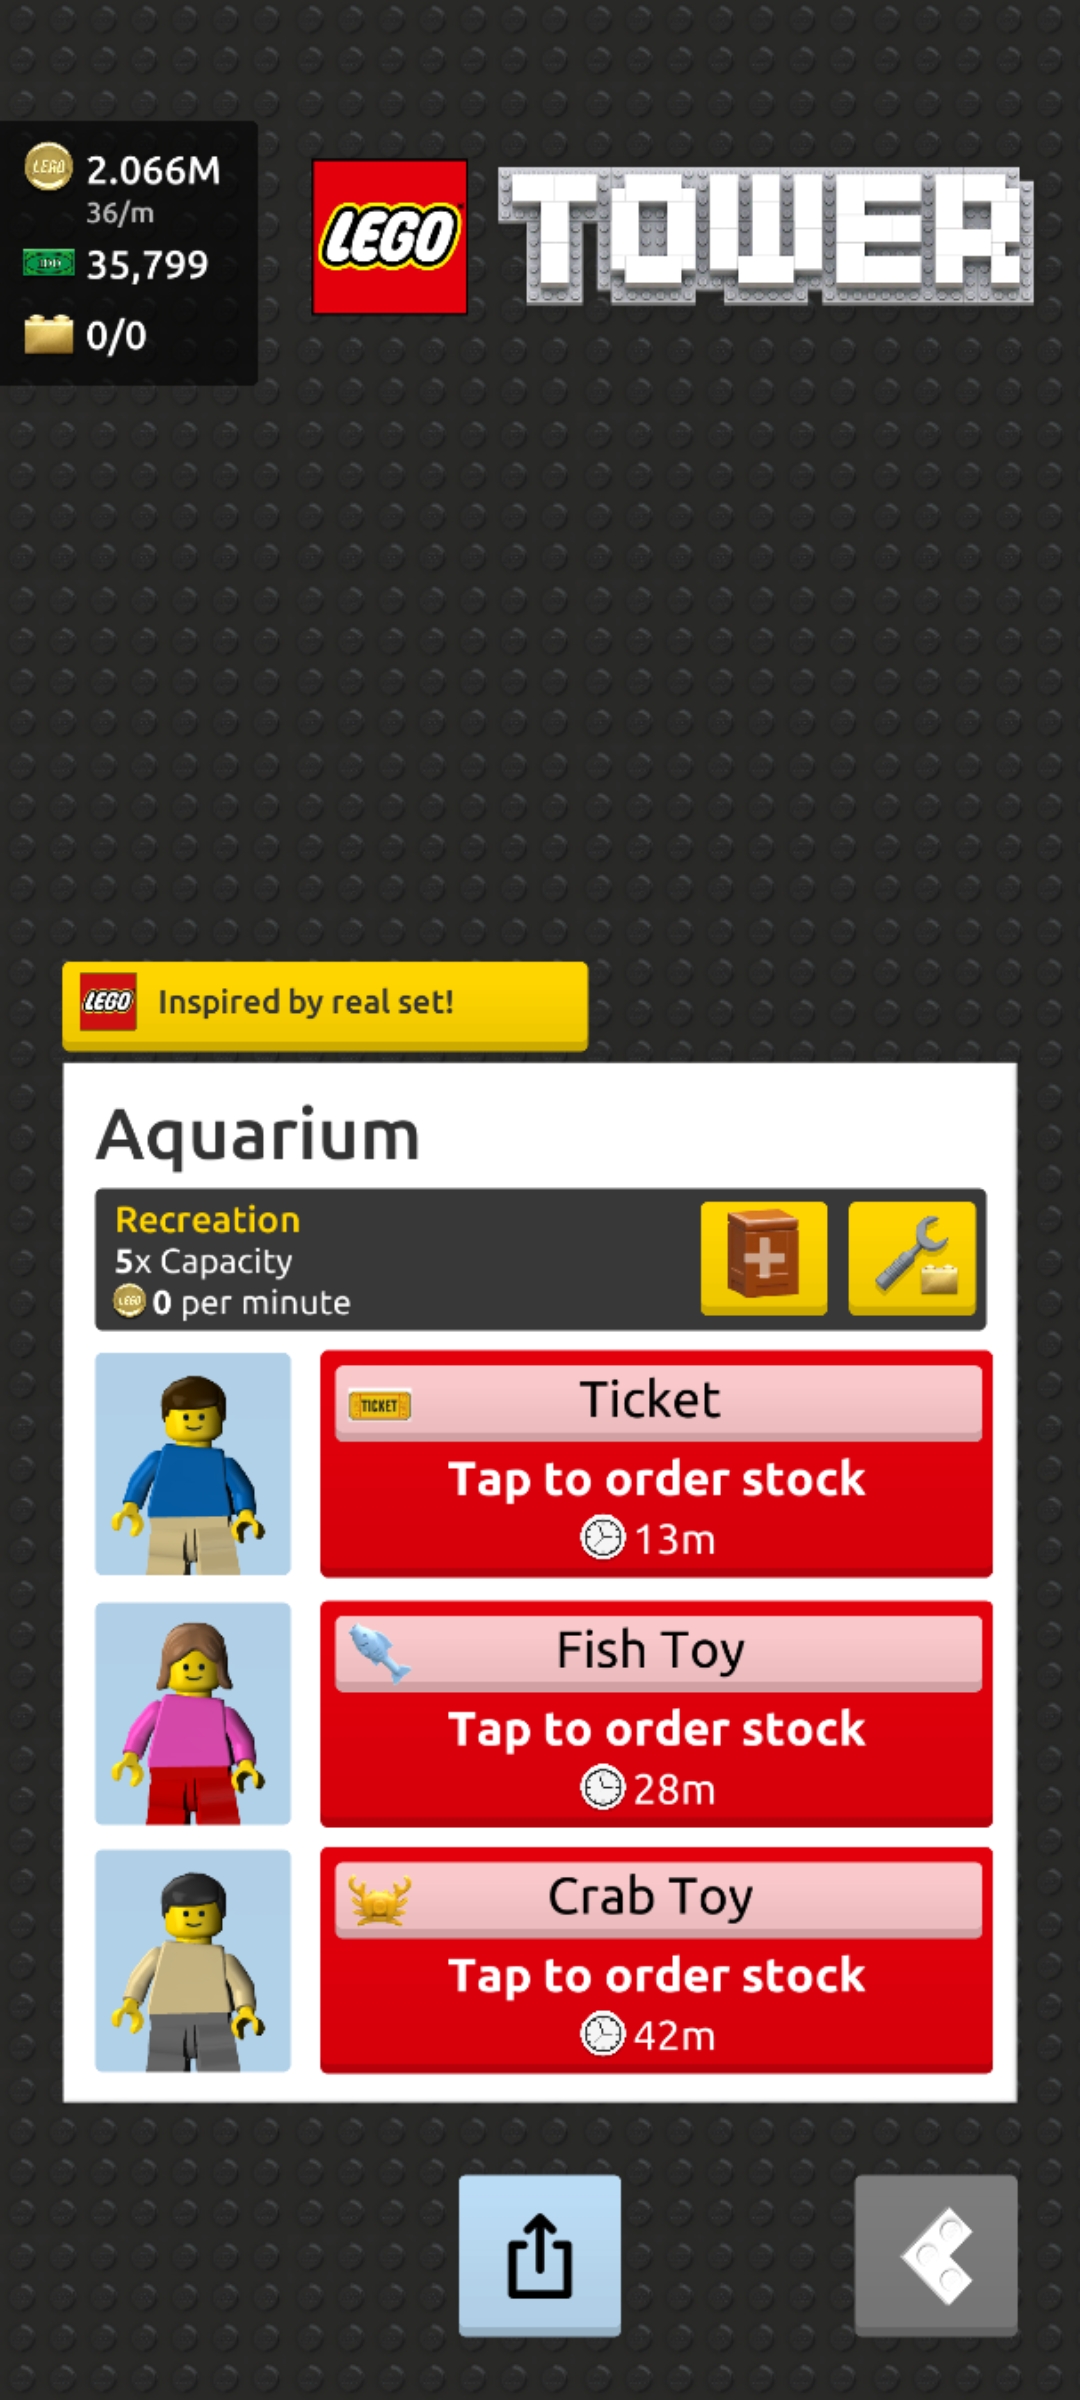 2.066M
36/m
35,799
0/0
LEGO TOWER
LEGO Inspired by real set!
Aquarium
Recreation
5x Capacity
0 per minute
TICKET Ticket
Tap to order stock
13m
Fish Toy
Tap to order stock
28m
Crab Toy
Tap to order stock
42m